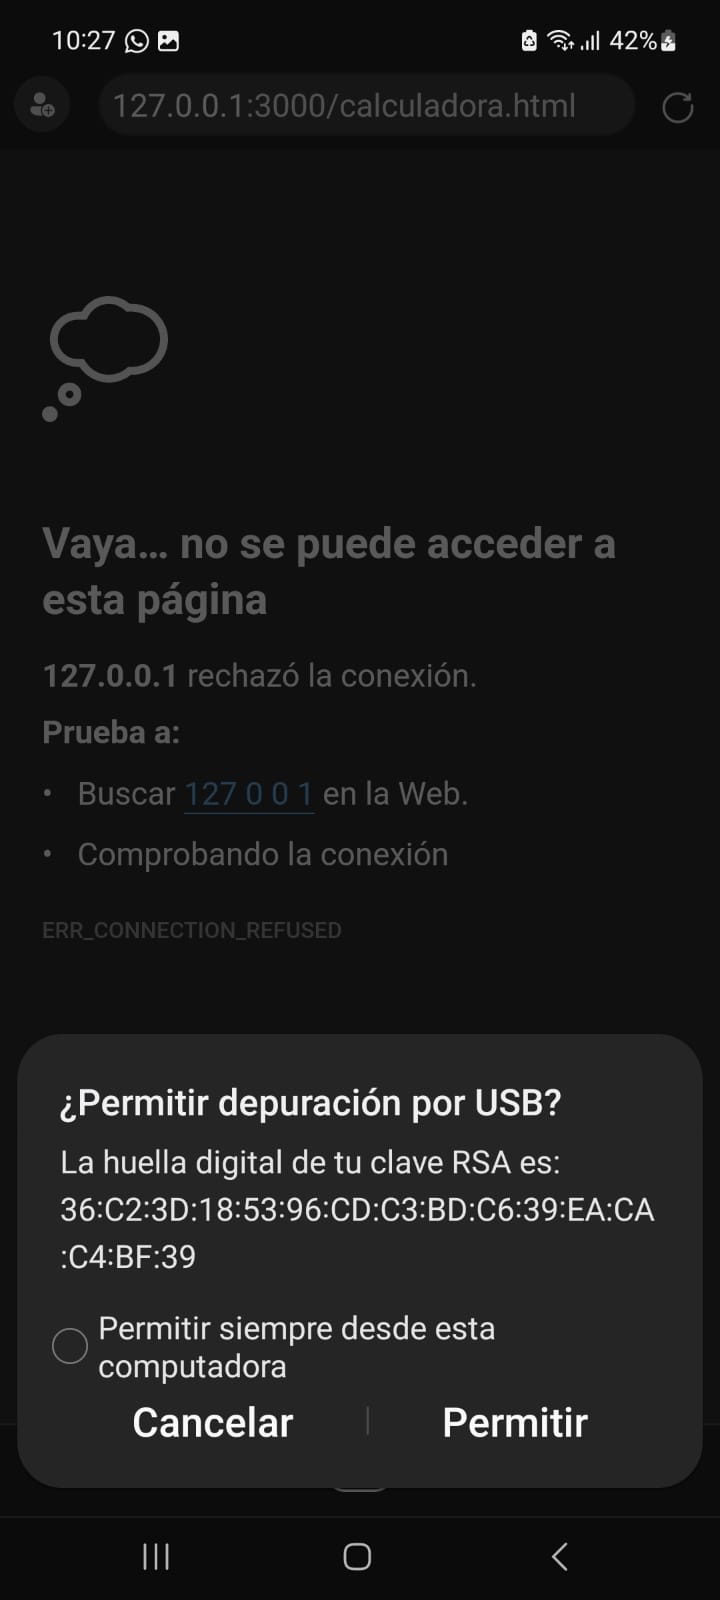 10:27 42%
127.0.0.1:3000/calculadora.html
Vaya... no se puede acceder a
esta página
127.0.0.1 rechazó la conexión.
Prueba a:
• Buscar 127 0 0 1 en la Web.
• Comprobando la conexión
ERR_CONNECTION_REFUSED
¿Permitir depuración por USB?
La huella digital de tu clave RSA es:
36:C2:3D:18:53:96:CD:C3:BD:C6:39:EA:CA
:C4:BF:39
Permitir siempre desde esta
computadora
Cancelar Permitir